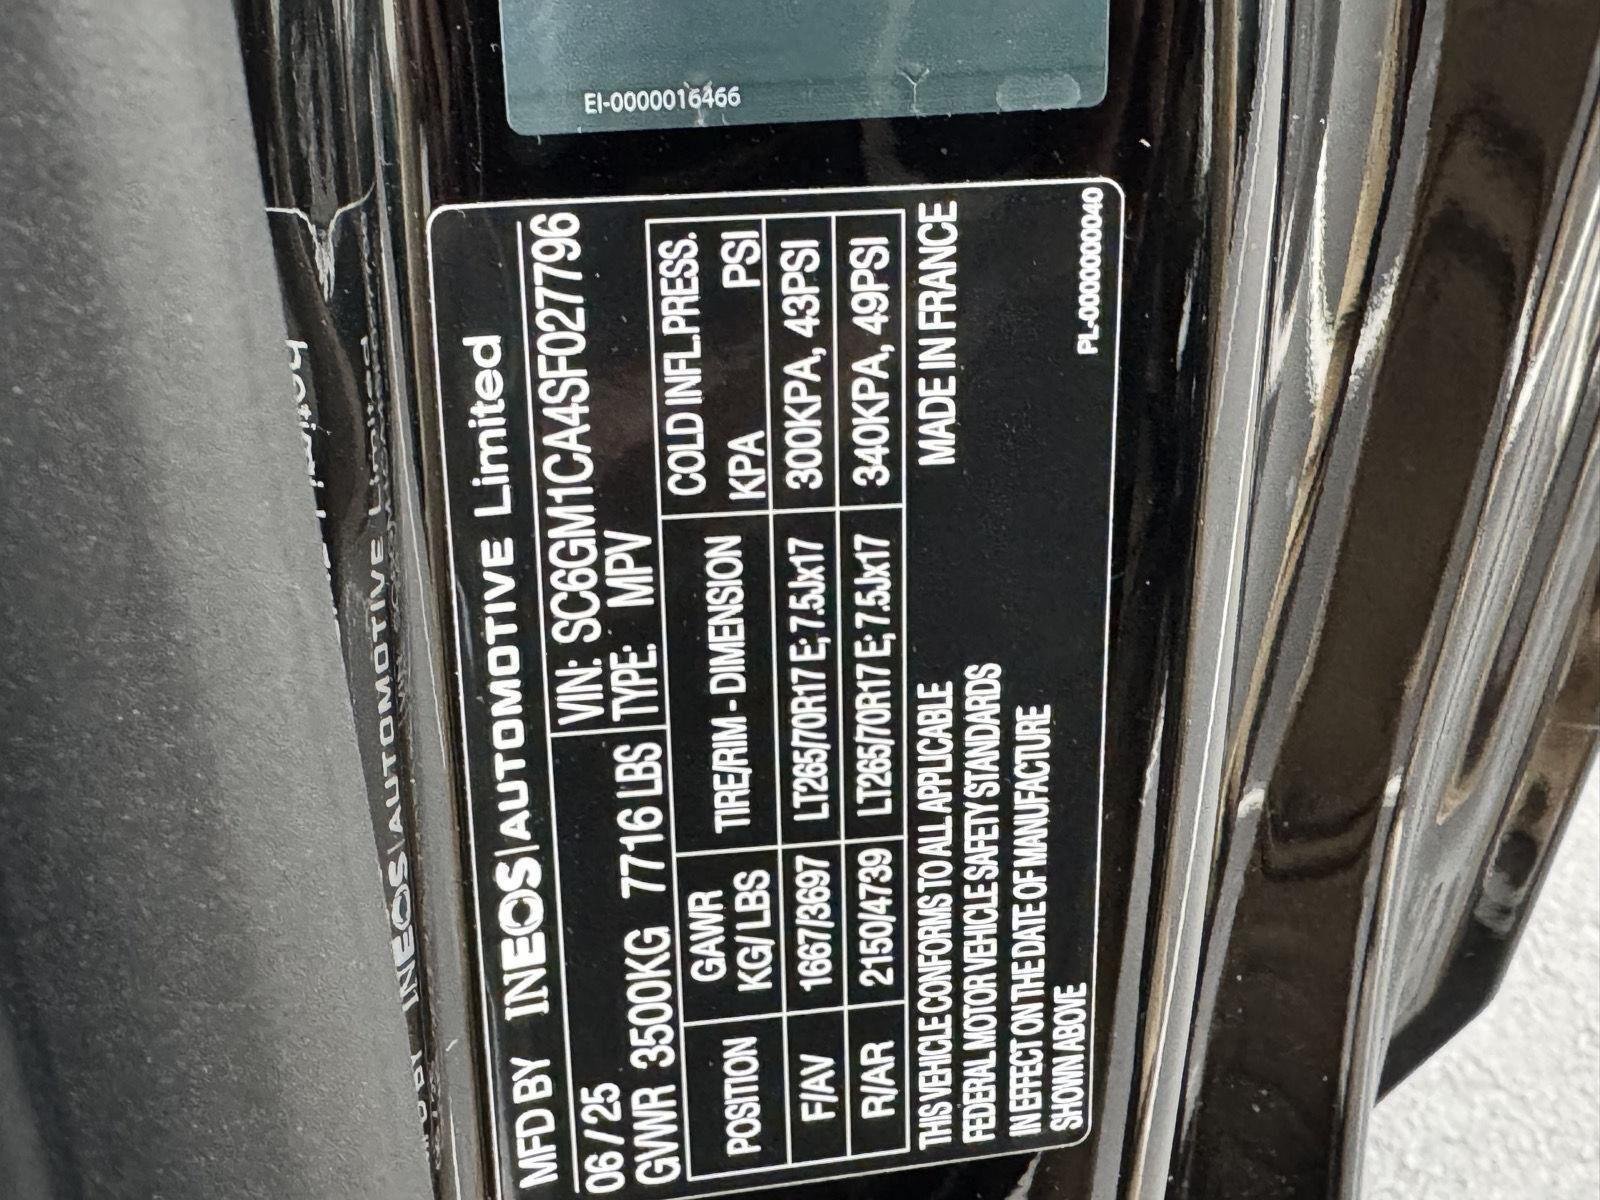 EI-0000016466
MFD BY INEOS|AUTOMOTIVE Limited
06/25 VIN: SC6GM1CA4SF027796
GVWR 3500KG 7716 LBS TYPE: MPV
POSITION GAWR KG/LBS TIRE/RIM - DIMENSION COLD INFL.PRESS. KPA PSI
F/AV 1667/3697 LT265/70R17 E; 7.5Jx17 300KPA, 43PSI
R/AR 2150/4739 LT265/70R17 E; 7.5Jx17 340KPA, 49PSI
THIS VEHICLE CONFORMS TO ALL APPLICABLE MADE IN FRANCE
FEDERAL MOTOR VEHICLE SAFETY STANDARDS
IN EFFECT ON THE DATE OF MANUFACTURE
SHOWN ABOVE
PL-0000000040
INEOS|AUTOMOTIVE Limited